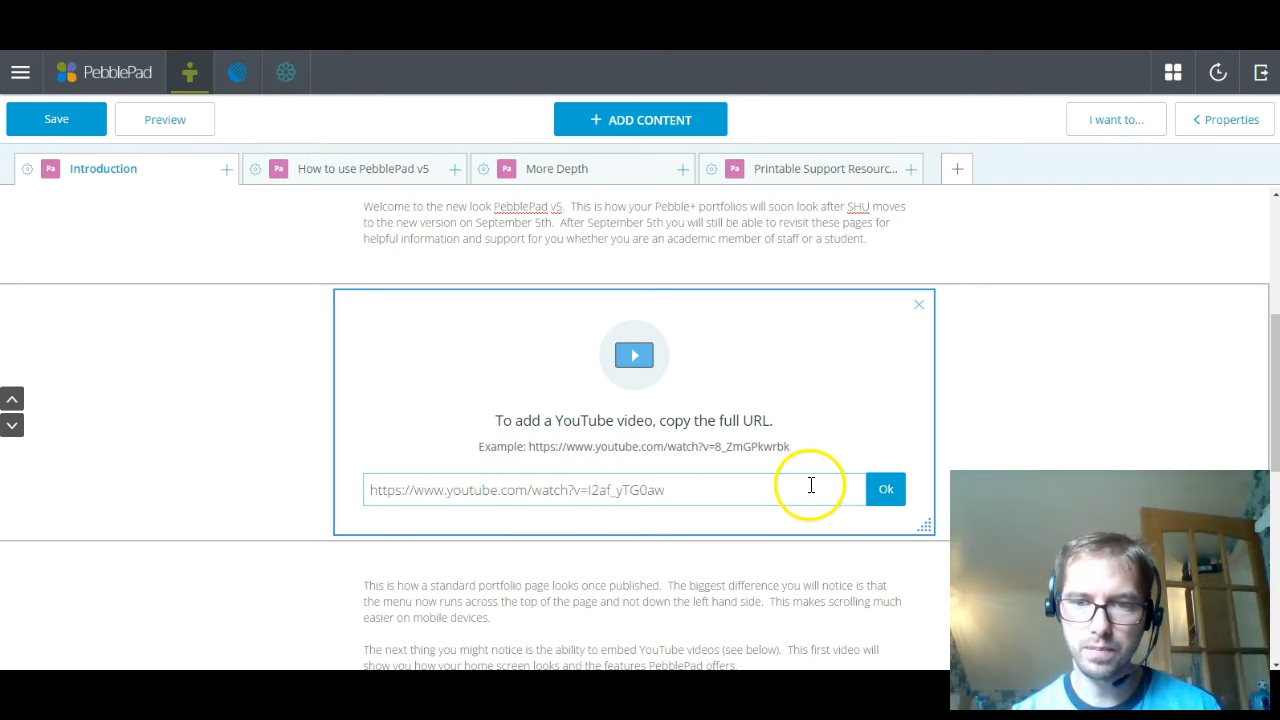 PebblePad
Save
Preview
+ ADD CONTENT
I want to...
Properties
Pa Introduction
Pa How to use PebblePad v5
Pa More Depth
Pa Printable Support Resourc...
Welcome to the new look PebblePad v5. This is how your Pebble+ portfolios will soon look after SHU moves
to the new version on September 5th. After September 5th you will still be able to revisit these pages for
helpful information and support for you whether you are an academic member of staff or a student.
To add a YouTube video, copy the full URL.
Example: https://www.youtube.com/watch?v=8_ZmGPkwrbk
https://www.youtube.com/watch?v=I2af_yTG0aw
Ok
This is how a standard portfolio page looks once published. The biggest difference you will notice is that
the menu now runs across the top of the page and not down the left hand side. This makes scrolling much
easier on mobile devices.
The next thing you might notice is the ability to embed YouTube videos (see below). This first video will
show you how your home screen looks and the features PebblePad offers.